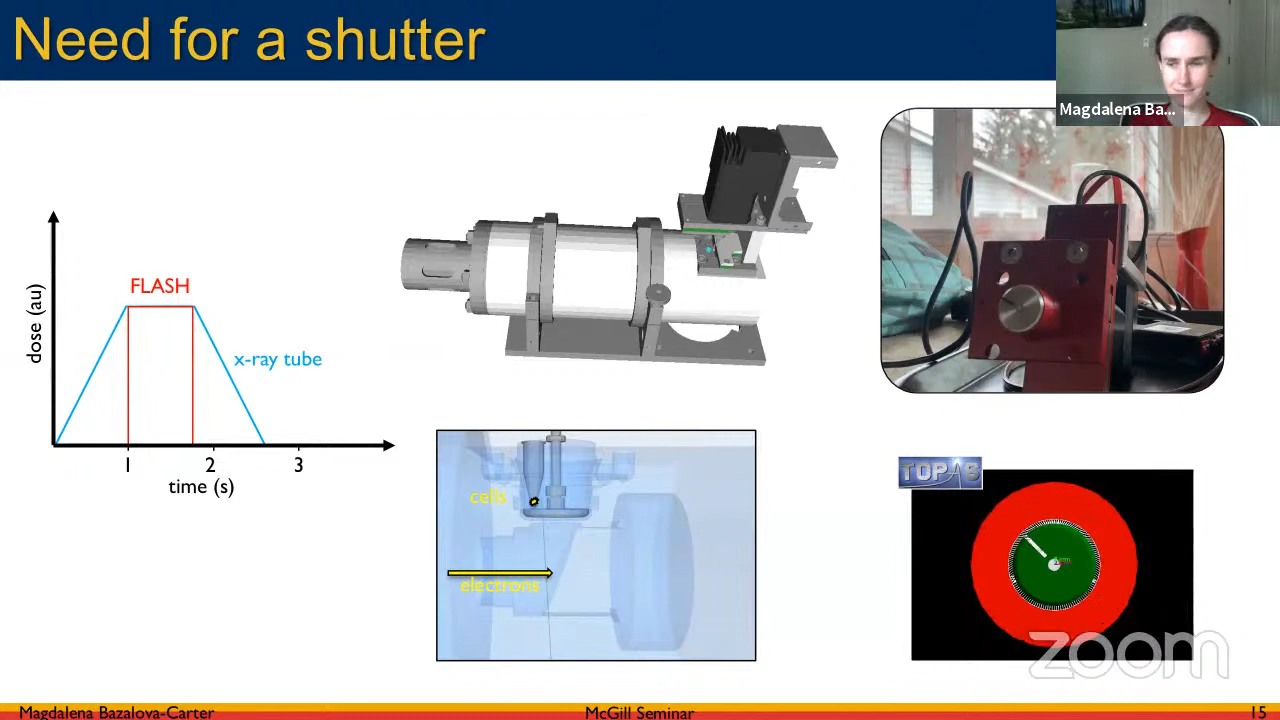 Need for a shutter
Magdalena Ba...
FLASH
dose (au)
x-ray tube
1 2 3
time (s)
cells
electrons
TOPAS
zoom
Magdalena Bazalova-Carter
McGill Seminar
15